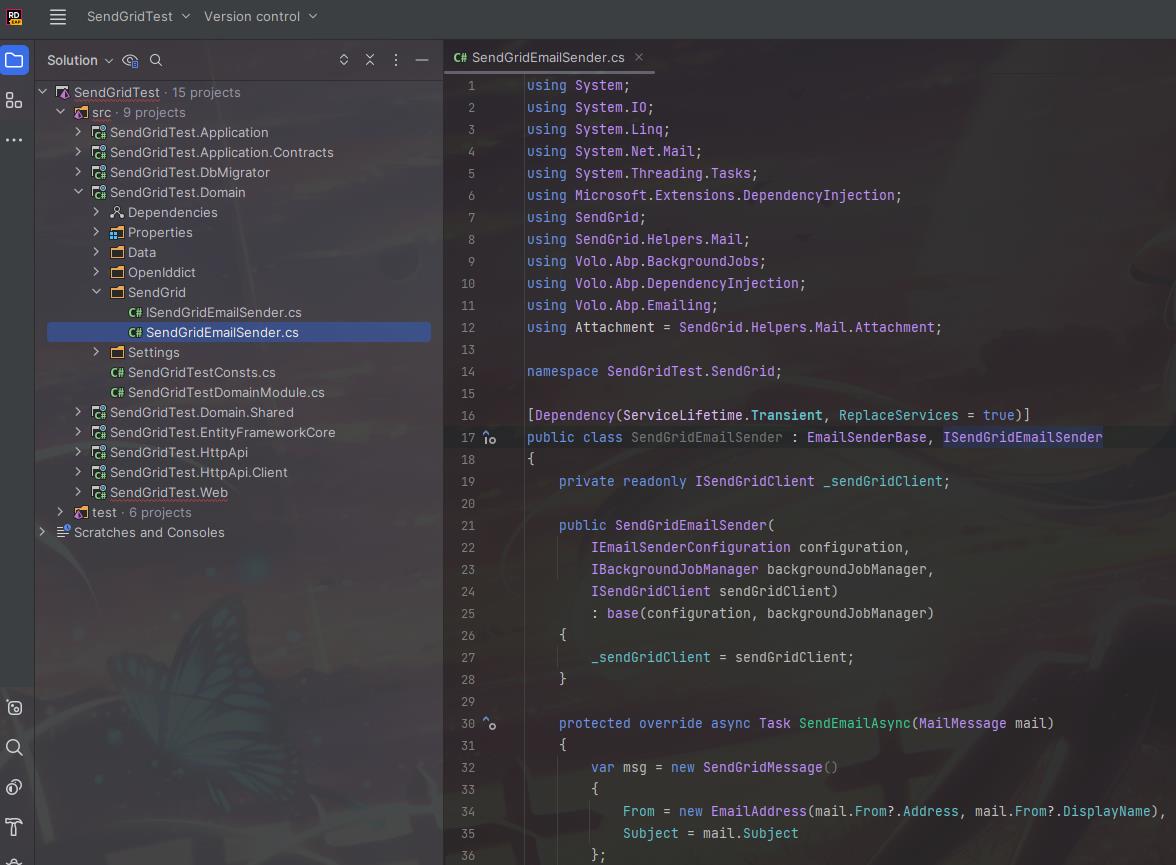 RD
EAP
SendGridTest
Version control
Solution
SendGridTest · 15 projects
src · 9 projects
SendGridTest.Application
SendGridTest.Application.Contracts
SendGridTest.DbMigrator
SendGridTest.Domain
Dependencies
Properties
Data
OpenIddict
SendGrid
C# ISendGridEmailSender.cs
C# SendGridEmailSender.cs
Settings
C# SendGridTestConsts.cs
C# SendGridTestDomainModule.cs
SendGridTest.Domain.Shared
SendGridTest.EntityFrameworkCore
SendGridTest.HttpApi
SendGridTest.HttpApi.Client
SendGridTest.Web
test · 6 projects
Scratches and Consoles
C# SendGridEmailSender.cs
1 using System;
2 using System.IO;
3 using System.Linq;
4 using System.Net.Mail;
5 using System.Threading.Tasks;
6 using Microsoft.Extensions.DependencyInjection;
7 using SendGrid;
8 using SendGrid.Helpers.Mail;
9 using Volo.Abp.BackgroundJobs;
10 using Volo.Abp.DependencyInjection;
11 using Volo.Abp.Emailing;
12 using Attachment = SendGrid.Helpers.Mail.Attachment;
13
14 namespace SendGridTest.SendGrid;
15
16 [Dependency(ServiceLifetime.Transient, ReplaceServices = true)]
17 public class SendGridEmailSender : EmailSenderBase, ISendGridEmailSender
18 {
19 private readonly ISendGridClient _sendGridClient;
20
21 public SendGridEmailSender(
22 IEmailSenderConfiguration configuration,
23 IBackgroundJobManager backgroundJobManager,
24 ISendGridClient sendGridClient)
25 : base(configuration, backgroundJobManager)
26 {
27 _sendGridClient = sendGridClient;
28 }
29
30 protected override async Task SendEmailAsync(MailMessage mail)
31 {
32 var msg = new SendGridMessage()
33 {
34 From = new EmailAddress(mail.From?.Address, mail.From?.DisplayName),
35 Subject = mail.Subject
36 };